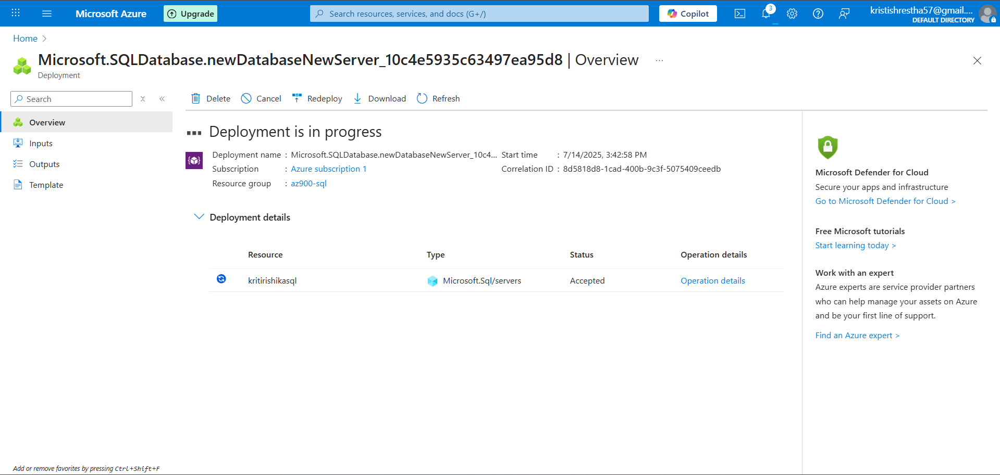 Microsoft Azure
Upgrade
Search resources, services, and docs (G+/)
Copilot
3
kristishrestha57@gmail....
DEFAULT DIRECTORY
Home
Microsoft.SQLDatabase.newDatabaseNewServer_10c4e5935c63497ea95d8 | Overview
...
Deployment
Search
Delete
Cancel
Redeploy
Download
Refresh
Overview
Inputs
Outputs
Template
Deployment is in progress
Deployment name : Microsoft.SQLDatabase.newDatabaseNewServer_10c4...
Subscription : Azure subscription 1
Resource group : az900-sql
Start time : 7/14/2025, 3:42:58 PM
Correlation ID : 8d5818d8-1cad-400b-9c3f-5075409ceedb
Deployment details
Resource Type Status Operation details
kritirishikasql Microsoft.Sql/servers Accepted Operation details
Microsoft Defender for Cloud
Secure your apps and infrastructure
Go to Microsoft Defender for Cloud >
Free Microsoft tutorials
Start learning today >
Work with an expert
Azure experts are service provider partners
who can help manage your assets on Azure
and be your first line of support.
Find an Azure expert >
Add or remove favorites by pressing Ctrl+Shift+F